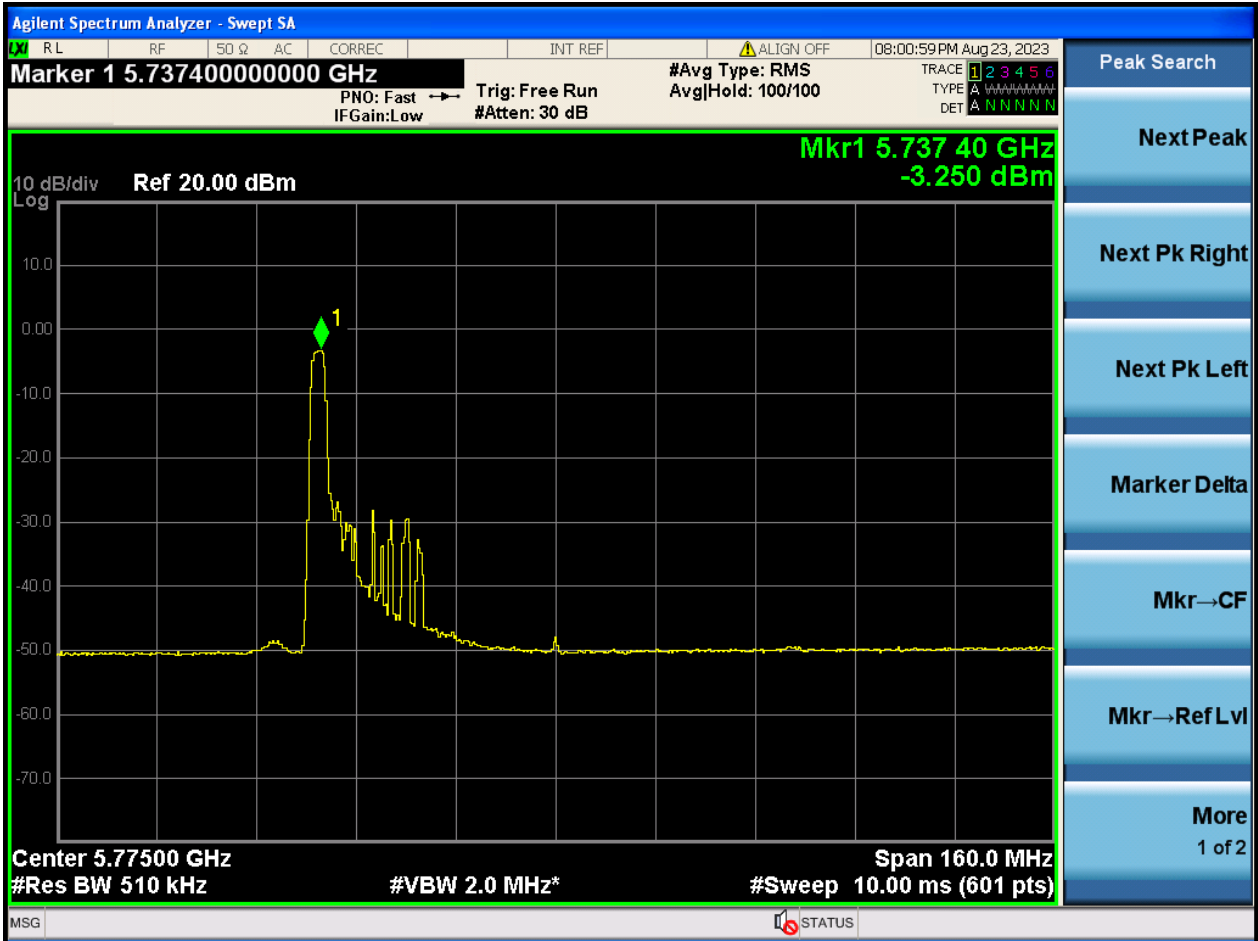 Agilent Spectrum Analyzer - Swept SA
LXI RL RF 50 Ω AC CORREC INT REF ALIGN OFF 08:00:59 PM Aug 23, 2023
Marker 1 5.737400000000 GHz
PNO: Fast
IFGain:Low
Trig: Free Run
#Atten: 30 dB
#Avg Type: RMS
Avg|Hold: 100/100
TRACE 1 2 3 4 5 6
TYPE A WWWWWW
DET A N N N N N
Mkr1 5.737 40 GHz
-3.250 dBm
10 dB/div Ref 20.00 dBm
Log
10.0
0.00
-10.0
-20.0
-30.0
-40.0
-50.0
-60.0
-70.0
1
Center 5.77500 GHz Span 160.0 MHz
#Res BW 510 kHz #VBW 2.0 MHz* #Sweep 10.00 ms (601 pts)
MSG STATUS
Peak Search
Next Peak
Next Pk Right
Next Pk Left
Marker Delta
Mkr→CF
Mkr→Ref Lvl
More
1 of 2